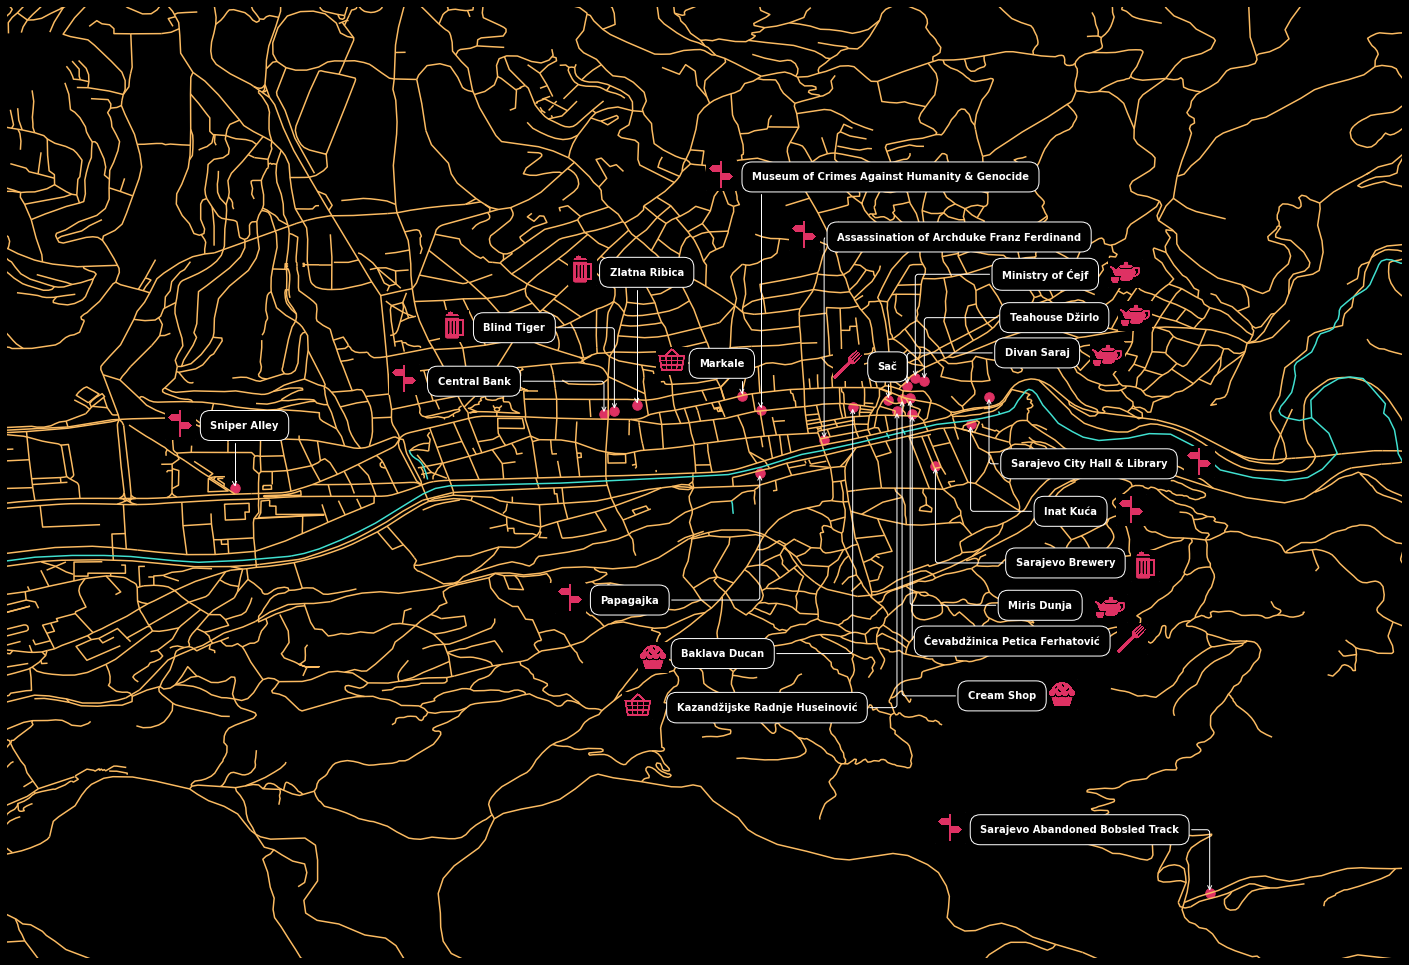 Museum of Crimes Against Humanity & Genocide
Assassination of Archduke Franz Ferdinand
Zlatna Ribica
Ministry of Ćejf
Teahouse Džirlo
Blind Tiger
Divan Saraj
Markale
Sač
Central Bank
Sniper Alley
Sarajevo City Hall & Library
Inat Kuća
Sarajevo Brewery
Papagajka
Miris Dunja
Ćevabdžinica Petica Ferhatović
Baklava Ducan
Cream Shop
Kazandžijske Radnje Huseinović
Sarajevo Abandoned Bobsled Track